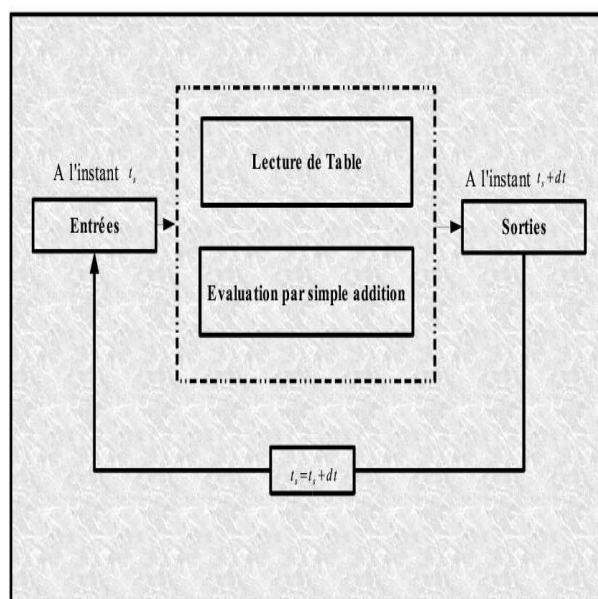 Lecture de Table
A l'instant t_s
A l'instant t_s+dt
Entrées
Sorties
Evaluation par simple addition
t_s=t_s+dt